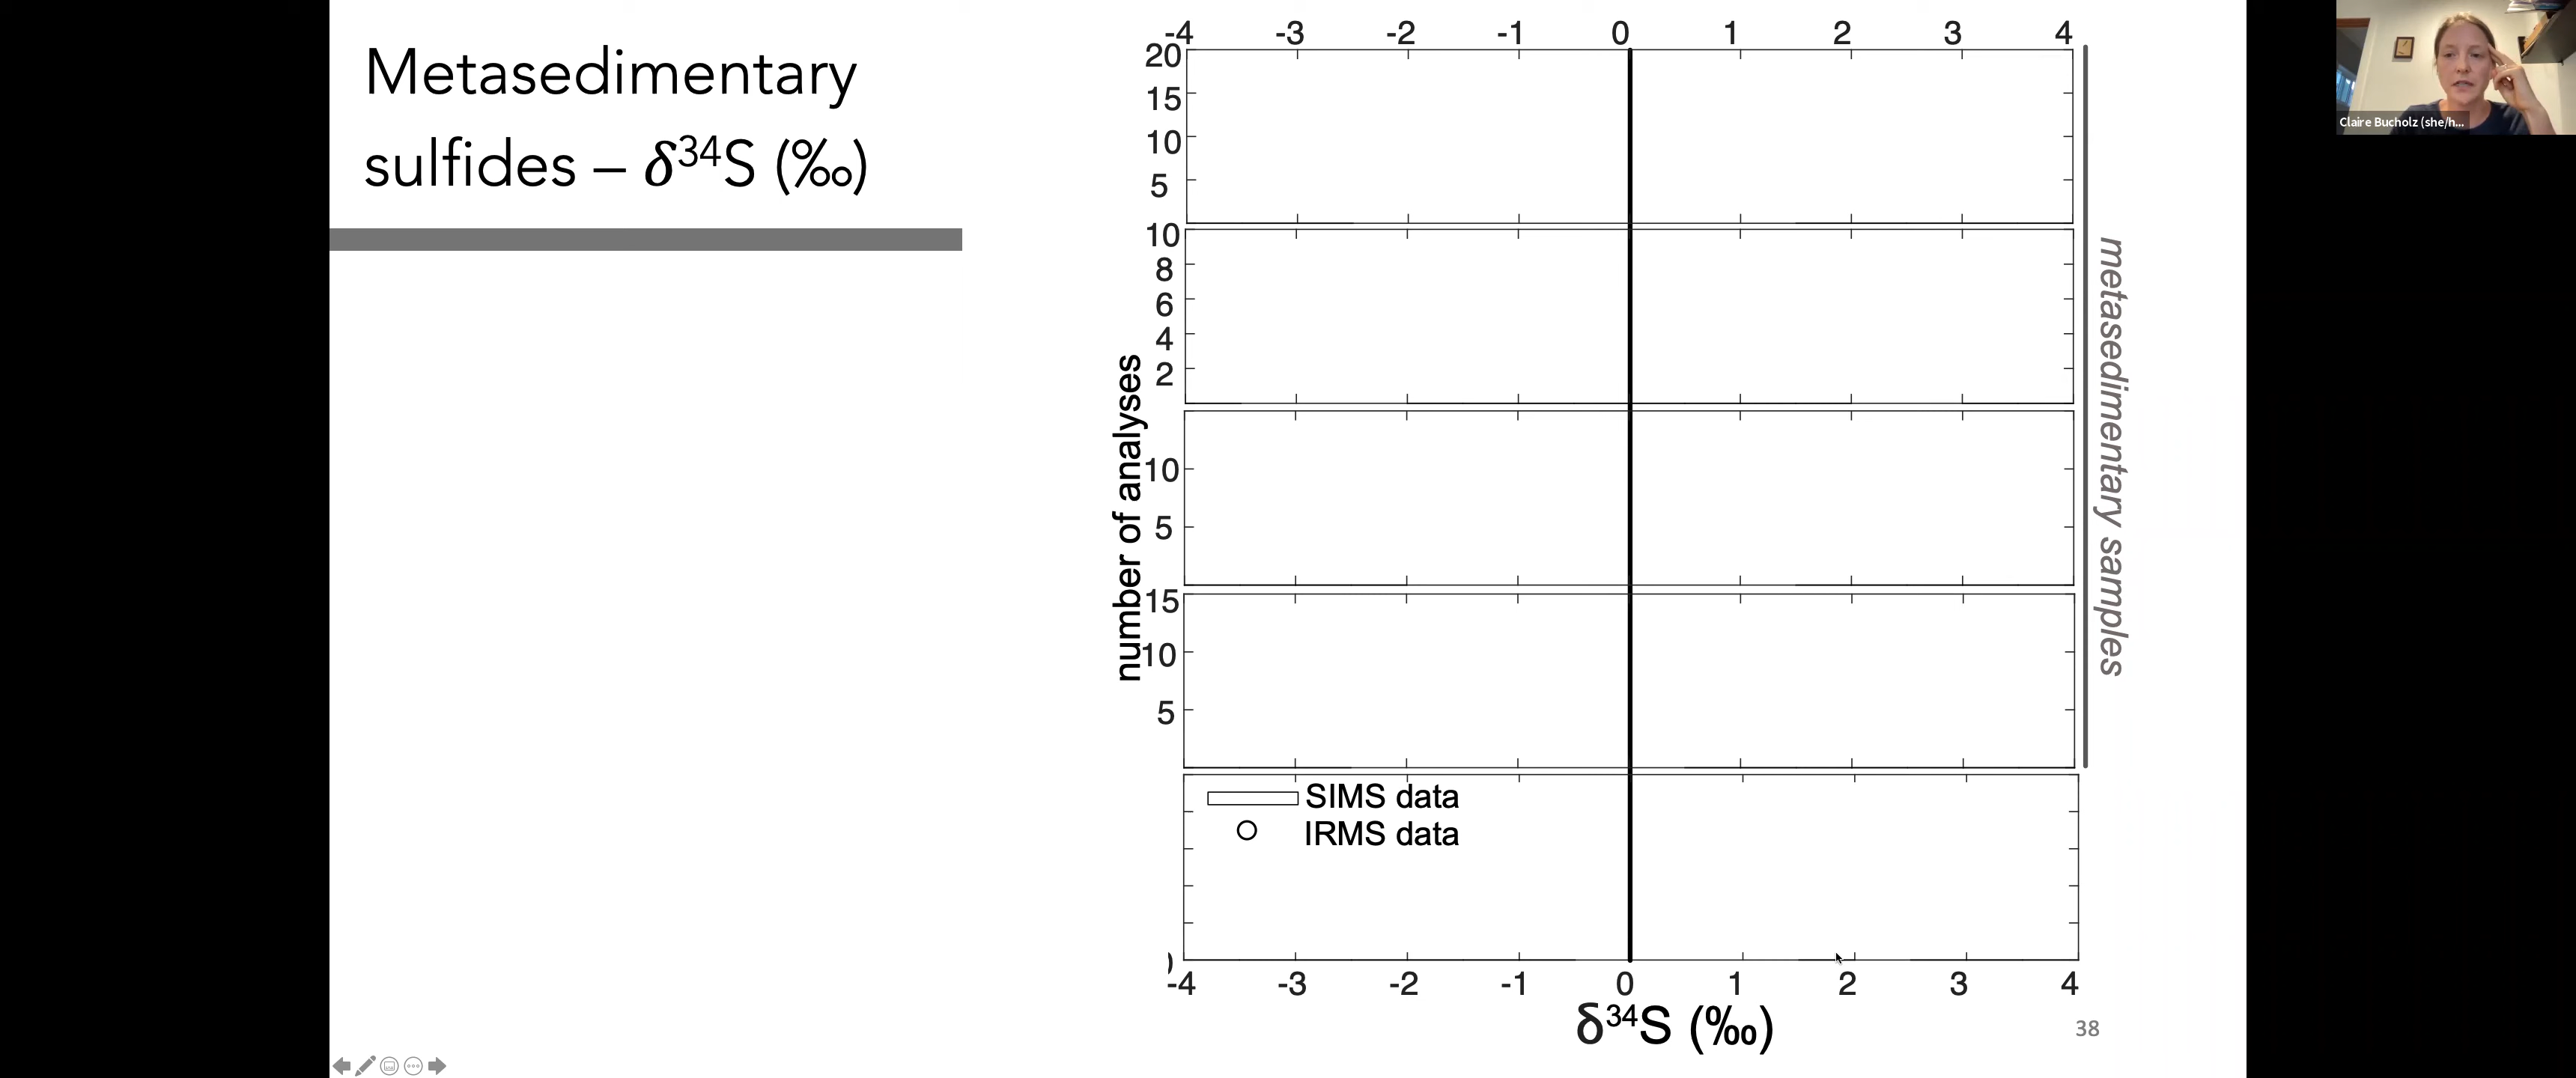 Metasedimentary
sulfides – δ³⁴S (‰)
-4 -3 -2 -1 0 1 2 3 4
20
15
10
5
10
8
6
4
2
10
5
15
10
5
number of analyses
metasedimentary samples
SIMS data
IRMS data
)
-4 -3 -2 -1 0 1 2 3 4
δ³⁴S (‰)
38
Claire Bucholz (she/h...